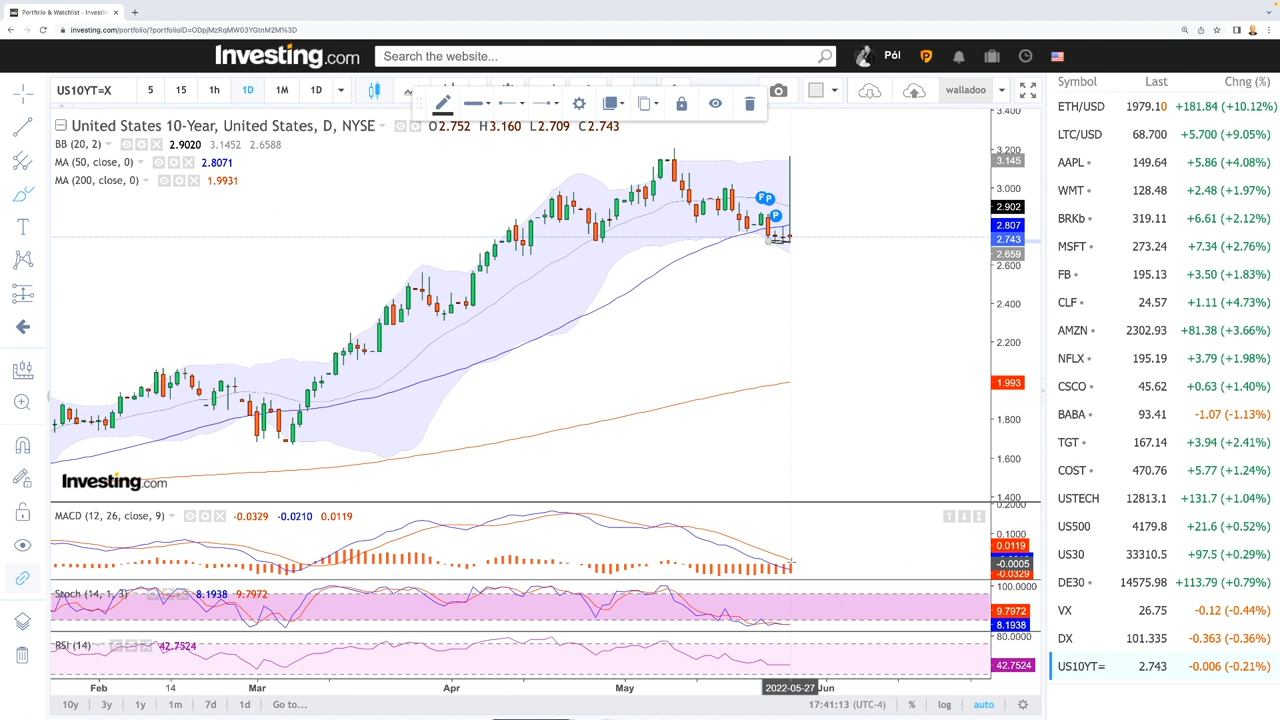 Portfolio & Watchlist - Investin
investing.com/portfolio/?portfolioID=ODpjMzRqMW03YGtnM2M%3D
Investing.com
Search the website...
Pól
US10YT=X
5 15 1h 1D 1M 1D
walladoo
United States 10-Year, United States, D, NYSE
O2.752 H3.160 L2.709 C2.743
BB (20, 2) 2.9020 3.1452 2.6588
MA (50, close, 0) 2.8071
MA (200, close, 0) 1.9931
P P
P
3.400
3.200
3.145
3.000
2.902
2.807
2.743
2.659
2.600
2.400
2.200
1.993
1.800
1.600
1.400
Investing.com
MACD (12, 26, close, 9) -0.0329 -0.0210 0.0119
0.2000
0.1000
0.0119
-0.0005
-0.0329
Stoch (14, 1, 3) 8.1938 9.7972
100.0000
9.7972
8.1938
RSI (14) 42.7524
80.0000
42.7524
Feb 14 Mar Apr May 2022-05-27 Jun
10y 3y 1y 1m 7d 1d Go to...
17:41:13 (UTC-4) % log auto
Symbol Last Chng (%)
ETH/USD 1979.10 +181.84 (+10.12%)
LTC/USD 68.700 +5.700 (+9.05%)
AAPL 149.64 +5.86 (+4.08%)
WMT 128.48 +2.48 (+1.97%)
BRKb 319.11 +6.61 (+2.12%)
MSFT 273.24 +7.34 (+2.76%)
FB 195.13 +3.50 (+1.83%)
CLF 24.57 +1.11 (+4.73%)
AMZN 2302.93 +81.38 (+3.66%)
NFLX 195.19 +3.79 (+1.98%)
CSCO 45.62 +0.63 (+1.40%)
BABA 93.41 -1.07 (-1.13%)
TGT 167.14 +3.94 (+2.41%)
COST 470.76 +5.77 (+1.24%)
USTECH 12813.1 +131.7 (+1.04%)
US500 4179.8 +21.6 (+0.52%)
US30 33310.5 +97.5 (+0.29%)
DE30 14575.98 +113.79 (+0.79%)
VX 26.75 -0.12 (-0.44%)
DX 101.335 -0.363 (-0.36%)
US10YT= 2.743 -0.006 (-0.21%)